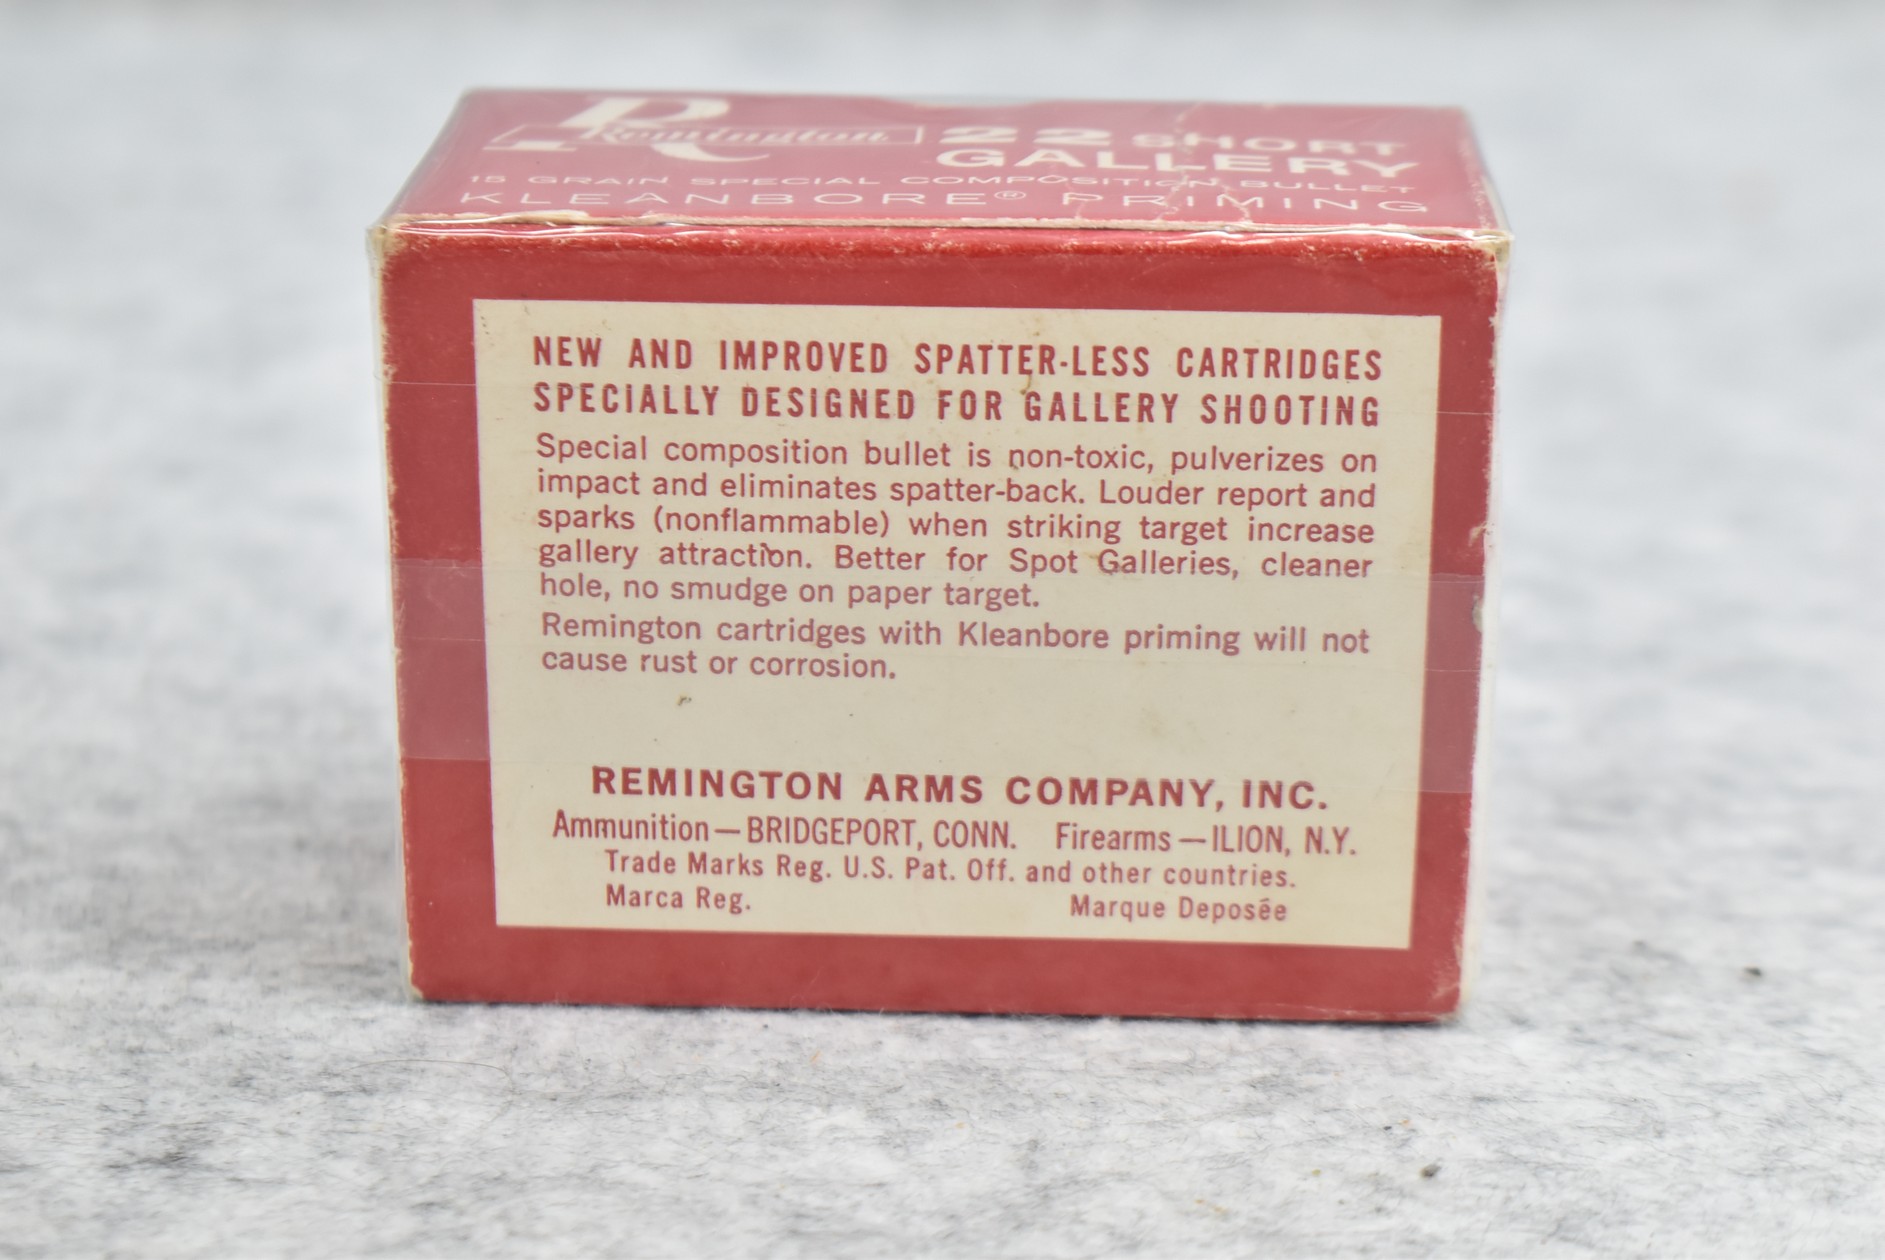 R
Remington 22 SHORT
GALLERY
15 GRAIN SPECIAL COMPOSITION BULLET
KLEANBORE® PRIMING
NEW AND IMPROVED SPATTER-LESS CARTRIDGES
SPECIALLY DESIGNED FOR GALLERY SHOOTING
Special composition bullet is non-toxic, pulverizes on
impact and eliminates spatter-back. Louder report and
sparks (nonflammable) when striking target increase
gallery attraction. Better for Spot Galleries, cleaner
hole, no smudge on paper target.
Remington cartridges with Kleanbore priming will not
cause rust or corrosion.
REMINGTON ARMS COMPANY, INC.
Ammunition—BRIDGEPORT, CONN. Firearms—ILION, N.Y.
Trade Marks Reg. U.S. Pat. Off. and other countries.
Marca Reg. Marque Deposée